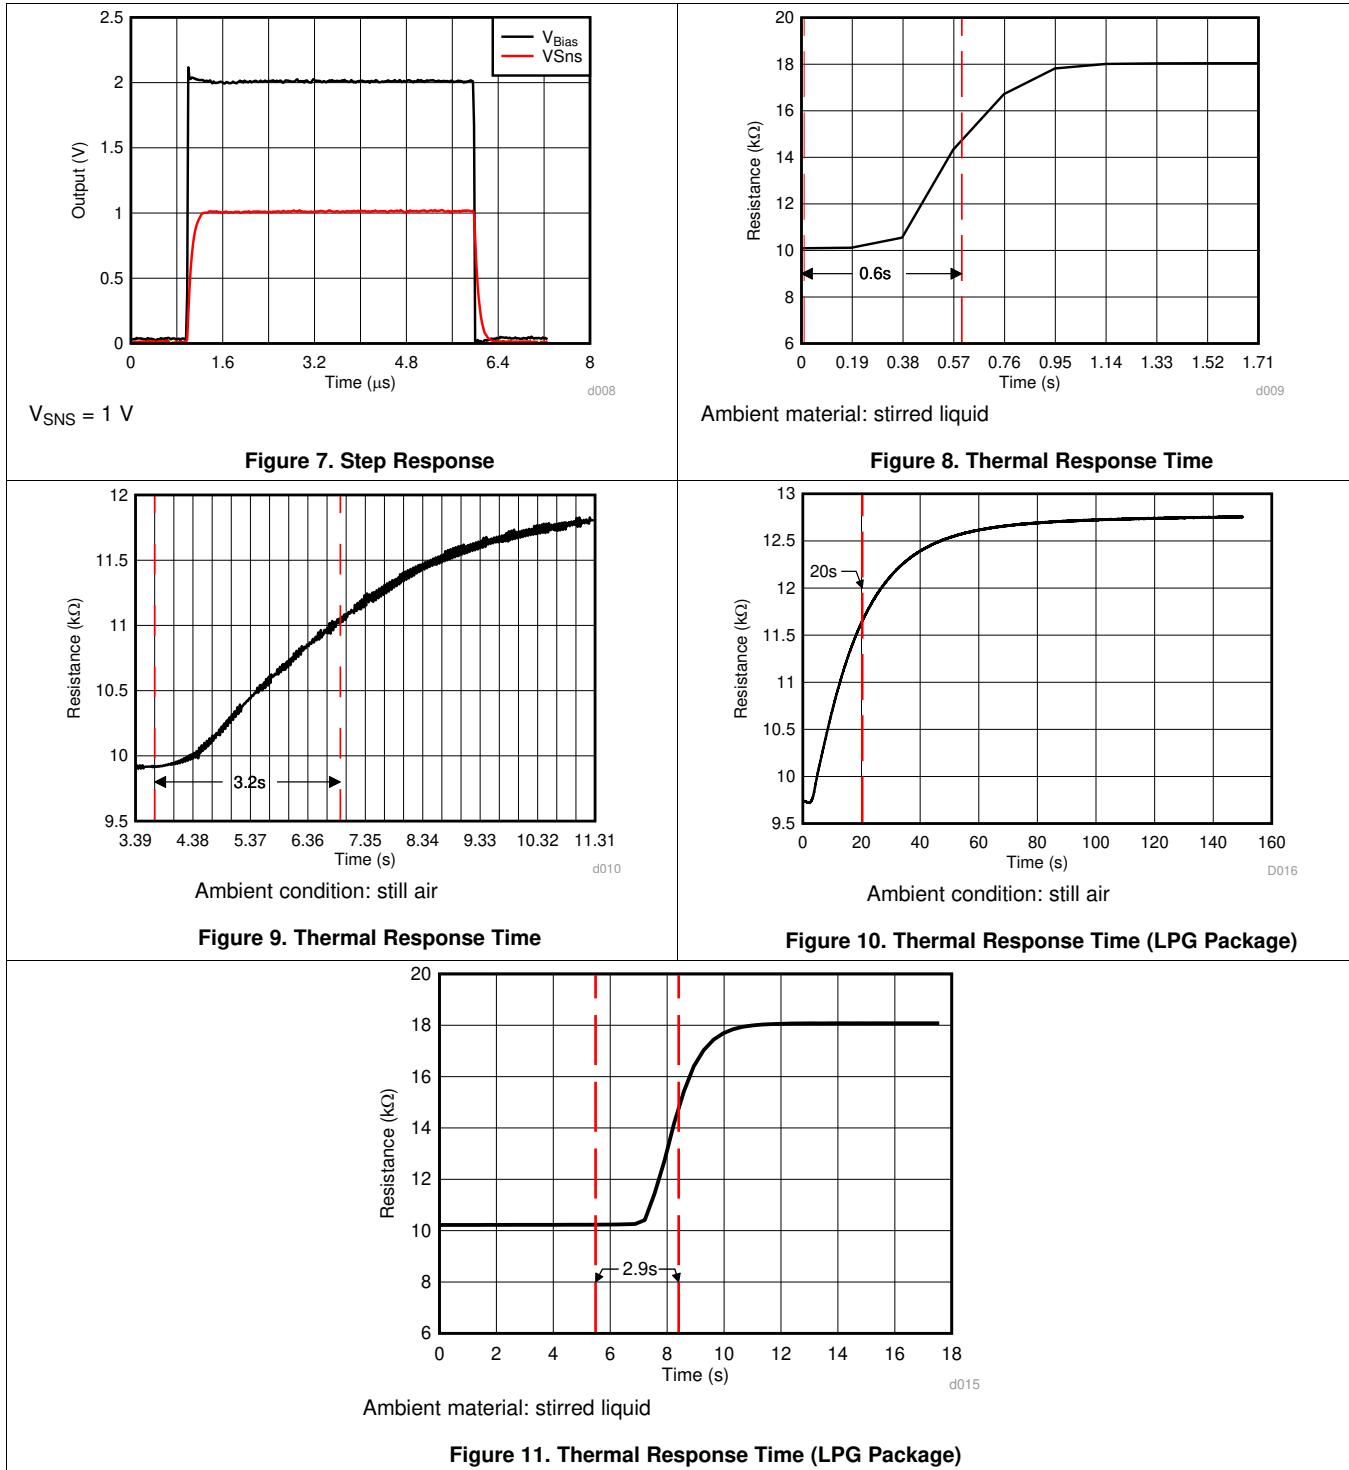 2.5
2
1.5
1
0.5
0
Output (V)
V_Bias
VSns
0 1.6 3.2 4.8 6.4 8
Time (μs)
d008
V_SNS = 1 V
Figure 7. Step Response
20
18
16
14
12
10
8
6
Resistance (kΩ)
0.6s
0 0.19 0.38 0.57 0.76 0.95 1.14 1.33 1.52 1.71
Time (s)
d009
Ambient material: stirred liquid
Figure 8. Thermal Response Time
12
11.5
11
10.5
10
9.5
Resistance (kΩ)
3.2s
3.39 4.38 5.37 6.36 7.35 8.34 9.33 10.32 11.31
Time (s)
d010
Ambient condition: still air
Figure 9. Thermal Response Time
13
12.5
12
11.5
11
10.5
10
9.5
Resistance (kΩ)
20s
0 20 40 60 80 100 120 140 160
Time (s)
D016
Ambient condition: still air
Figure 10. Thermal Response Time (LPG Package)
20
18
16
14
12
10
8
6
Resistance (kΩ)
2.9s
0 2 4 6 8 10 12 14 16 18
Time (s)
d015
Ambient material: stirred liquid
Figure 11. Thermal Response Time (LPG Package)